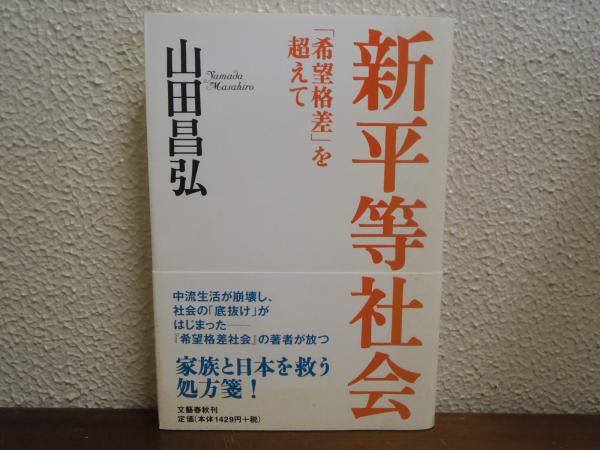 新平等社会
「希望格差」を
超えて
山田昌弘
Yamada
Masahiro
中流生活が崩壊し、
社会の「底抜け」が
はじまった――
『希望格差社会』の著者が放つ
家族と日本を救う
処方箋!
文藝春秋刊
定価(本体1429円+税)